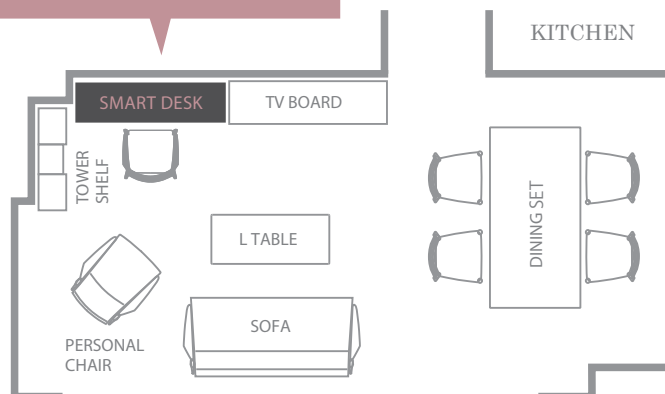 KITCHEN
SMART DESK
TV BOARD
TOWER
SHELF
L TABLE
DINING SET
SOFA
PERSONAL
CHAIR